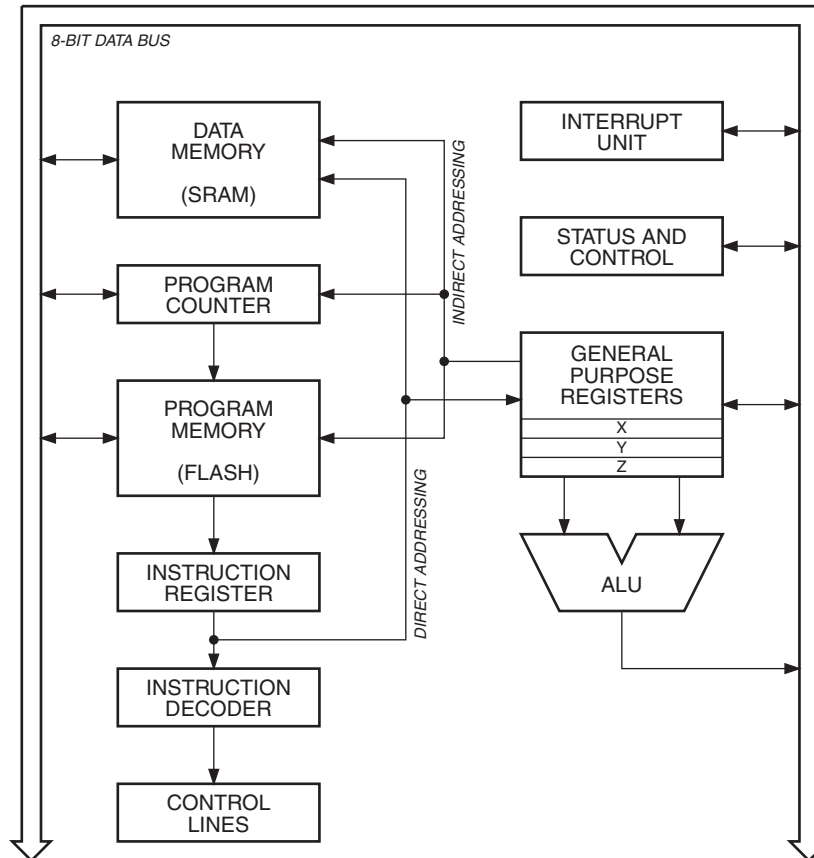 8-BIT DATA BUS
DATA
MEMORY
(SRAM)
INTERRUPT
UNIT
STATUS AND
CONTROL
INDIRECT ADDRESSING
PROGRAM
COUNTER
GENERAL
PURPOSE
REGISTERS
X
Y
Z
PROGRAM
MEMORY
(FLASH)
DIRECT ADDRESSING
INSTRUCTION
REGISTER
ALU
INSTRUCTION
DECODER
CONTROL
LINES